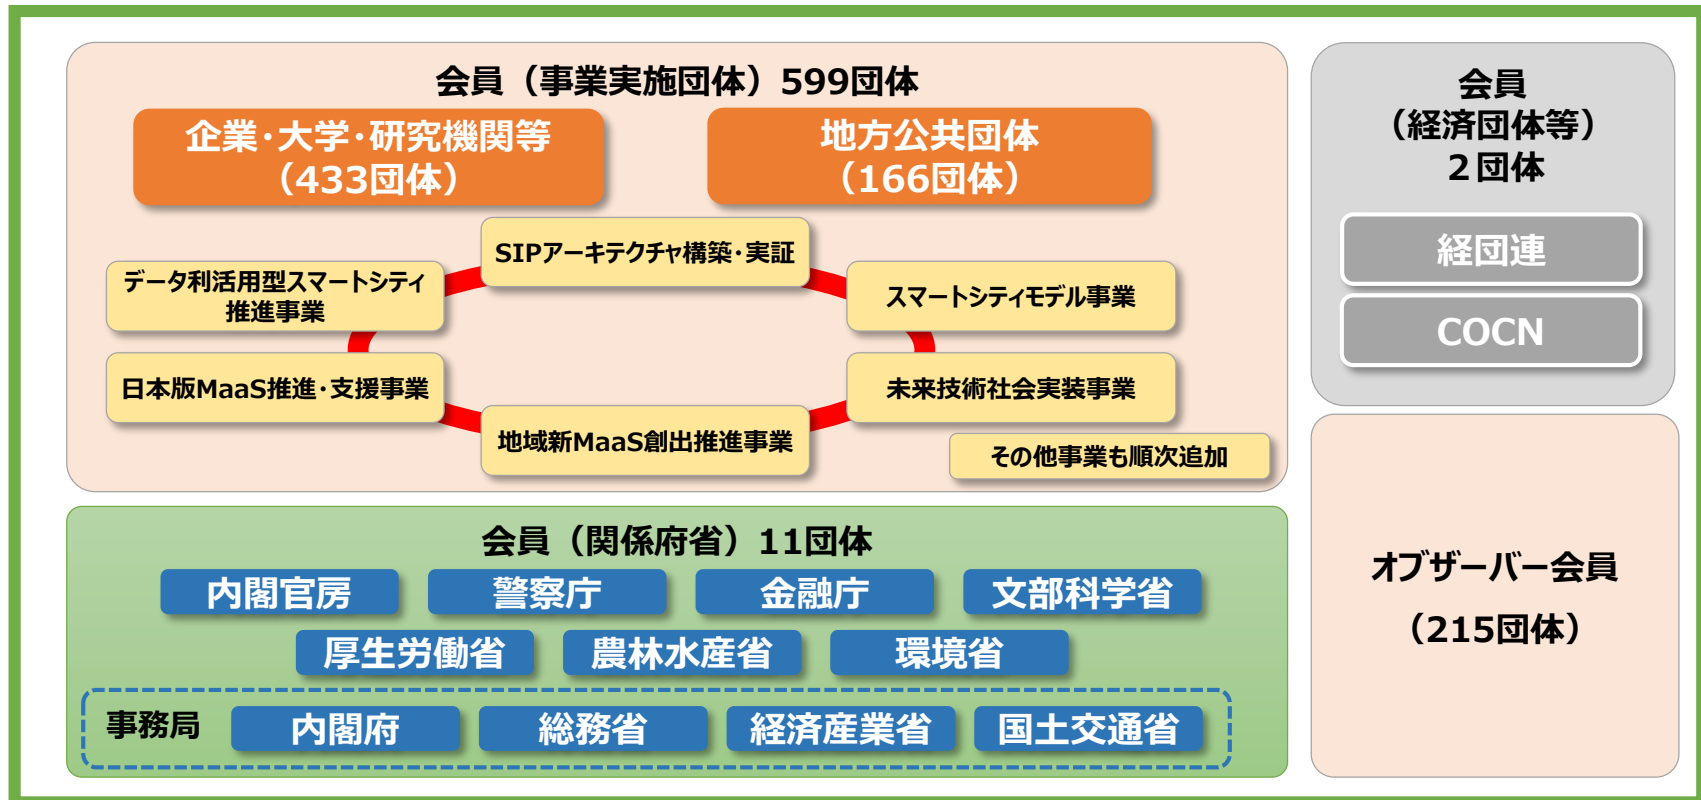 会員（事業実施団体）599団体
企業・大学・研究機関等
（433団体）
地方公共団体
（166団体）
SIPアーキテクチャ構築・実証
データ利活用型スマートシティ
推進事業
スマートシティモデル事業
日本版MaaS推進・支援事業
未来技術社会実装事業
地域新MaaS創出推進事業
その他事業も順次追加
会員（関係府省）11団体
内閣官房
警察庁
金融庁
文部科学省
厚生労働省
農林水産省
環境省
事務局
内閣府
総務省
経済産業省
国土交通省
会員
（経済団体等）
２団体
経団連
COCN
オブザーバー会員
（215団体）